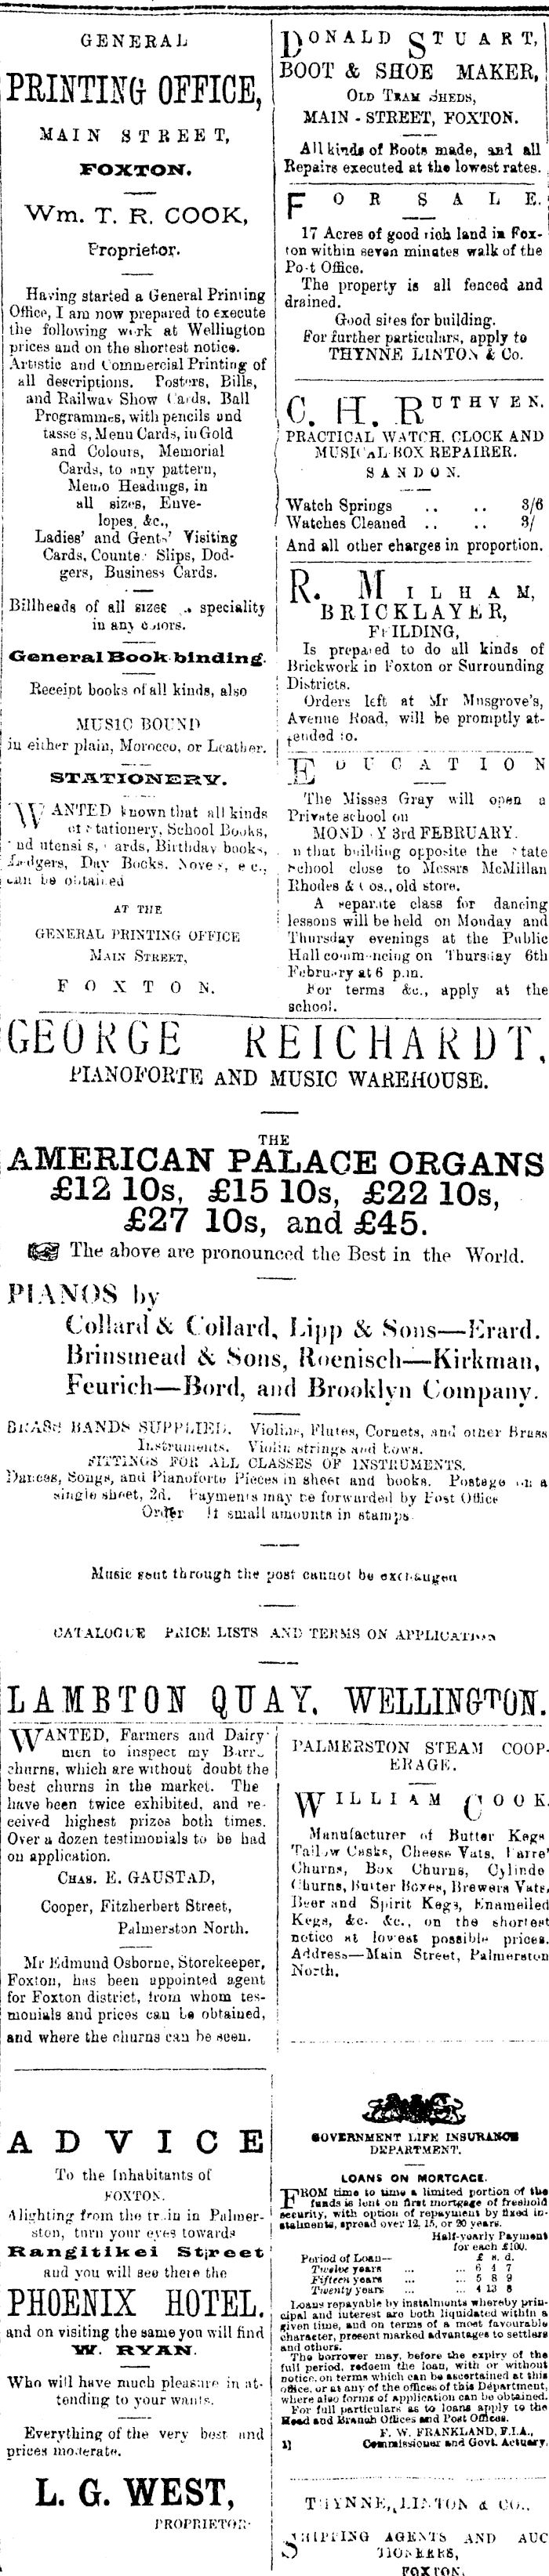 GENERAL
PRINTING OFFICE,
MAIN STREET,
FOXTON.
Wm. T. R. COOK,
Proprietor.
Having started a General Printing
Office, I am now prepared to execute
the following work at Wellington
prices and on the shortest notice.
Artistic and Commercial Printing of
all descriptions. Posters, Bills,
and Railway Show Cards. Ball
Programmes, with pencils and
tassels, Menu Cards, in Gold
and Colours, Memorial
Cards, to any pattern,
Memo Headings, in
all sizes, Enve-
lopes, &c.,
Ladies' and Gents' Visiting
Cards, Counter Slips, Dod-
gers, Business Cards.
Billheads of all sizes a speciality
in any colors.
General Book-binding.
Receipt books of all kinds, also
MUSIC BOUND
in either plain, Morocco, or Leather.
STATIONERY.
WANTED known that all kinds
of Stationery, School Books,
and utensils, Cards, Birthday books,
Ledgers, Day Books. Novels, etc.,
can be obtained
AT THE
GENERAL PRINTING OFFICE
MAIN STREET,
FOXTON.
DONALD STUART,
BOOT & SHOE MAKER,
OLD TRAM SHEDS,
MAIN-STREET, FOXTON.
All kinds of Boots made, and all
Repairs executed at the lowest rates.
FOR SALE.
17 Acres of good rich land in Fox-
ton within seven minutes walk of the
Post Office.
The property is all fenced and
drained.
Good sites for building.
For further particulars, apply to
THYNNE LINTON & Co.
C. H. RUTHVEN.
PRACTICAL WATCH, CLOCK AND
MUSICAL-BOX REPAIRER.
SANDON.
Watch Springs .. .. 3/6
Watches Cleaned .. .. 3/
And all other charges in proportion.
R. MILHAM,
BRICKLAYER,
FEILDING,
Is prepared to do all kinds of
Brickwork in Foxton or Surrounding
Districts.
Orders left at Mr Musgrove's,
Avenue Road, will be promptly at-
tended to.
EDUCATION
The Misses Gray will open a
Private school on
MONDAY 3rd FEBRUARY.
in that building opposite the State
School close to Messrs McMillan
Rhodes & Cos., old store.
A separate class for dancing
lessons will be held on Monday and
Thursday evenings at the Public
Hall commencing on Thursday 6th
February at 6 p.m.
For terms &c., apply at the
school.
GEORGE REICHARDT,
PIANOFORTE AND MUSIC WAREHOUSE.
THE
AMERICAN PALACE ORGANS
£12 10s, £15 10s, £22 10s,
£27 10s, and £45.
☞ The above are pronounced the Best in the World.
PIANOS by
Collard & Collard, Lipp & Sons—Erard.
Brinsmead & Sons, Roenisch—Kirkman,
Feurich—Bord, and Brooklyn Company.
BRASS BANDS SUPPLIED. Violins, Flutes, Cornets, and other Brass
Instruments. Violin strings and bows.
FITTINGS FOR ALL CLASSES OF INSTRUMENTS.
Dances, Songs, and Pianoforte Pieces in sheet and books. Postage on a
single sheet, 2d. Payments may be forwarded by Post Office
Order If small amounts in stamps
Music sent through the post cannot be exchanged
CATALOGUE PRICE LISTS AND TERMS ON APPLICATION
LAMBTON QUAY, WELLINGTON.
WANTED, Farmers and Dairy
men to inspect my Barrel
churns, which are without doubt the
best churns in the market. The
have been twice exhibited, and re-
ceived highest prizes both times.
Over a dozen testimonials to be had
on application.
CHAS. E. GAUSTAD,
Cooper, Fitzherbert Street,
Palmerston North.
Mr Edmund Osborne, Storekeeper,
Foxton, has been appointed agent
for Foxton district, from whom tes-
monials and prices can be obtained,
and where the churns can be seen.
PALMERSTON STEAM COOP-
ERAGE.
WILLIAM COOK.
Manufacturer of Butter Kegs
Tallow Casks, Cheese Vats, Barrel
Churns, Box Churns, Cylinde
Churns, Butter Boxes, Brewers Vats,
Beer and Spirit Kegs, Enamelled
Kegs, &c. &c., on the shortest
notice at lowest possible prices.
Address—Main Street, Palmerston
North.
ADVICE
To the Inhabitants of
FOXTON.
Alighting from the train in Palmer-
ston, turn your eyes towards
Rangitikei Street
and you will see there the
PHOENIX HOTEL.
and on visiting the same you will find
W. RYAN.
Who will have much pleasure in at-
tending to your wants.
Everything of the very best and
prices moderate.
L. G. WEST,
PROPRIETOR
GOVERNMENT LIFE INSURANCE
DEPARTMENT.
LOANS ON MORTGAGE.
FROM time to time a limited portion of the
funds is lent on first mortgage of freehold
security, with option of repayment by fixed in-
stalments, spread over 12, 15, or 20 years.
Half-yearly Payment
for each £100.
Period of Loan— £ s. d.
Twelve years ... ... 6 4 7
Fifteen years ... ... 5 8 9
Twenty years ... ... 4 13 8
Loans repayable by instalments whereby prin-
cipal and interest are both liquidated within a
given time, and on terms of a most favourable
character, present marked advantages to settlers
and others.
The borrower may, before the expiry of the
full period, redeem the loan, with or without
notice, on terms which can be ascertained at this
office, or at any of the offices of this Department,
where also forms of application can be obtained.
For full particulars as to loans apply to the
Head and Branch Offices and Post Offices.
F. W. FRANKLAND, F.I.A.,
1] Commissioner and Govt. Actuary.
THYNNE, LINTON & CO.,
SHIPPING AGENTS AND AUC
TIONEERS,
FOXTON.